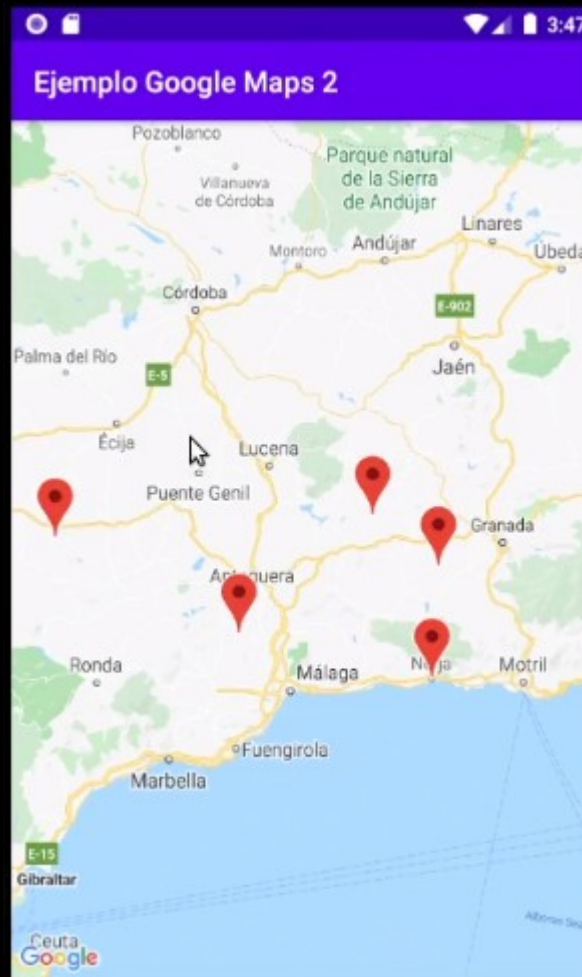 3:47
Ejemplo Google Maps 2
Pozoblanco
Parque natural
de la Sierra
de Andújar
Villanueva
de Córdoba
Linares
Montoro
Andújar
Úbeda
Córdoba
E-902
Palma del Río
E-5
Jaén
Écija
Lucena
Puente Genil
Granada
Antequera
Nerja
Ronda
Málaga
Motril
Fuengirola
Marbella
E-15
Gibraltar
Ceuta
Google